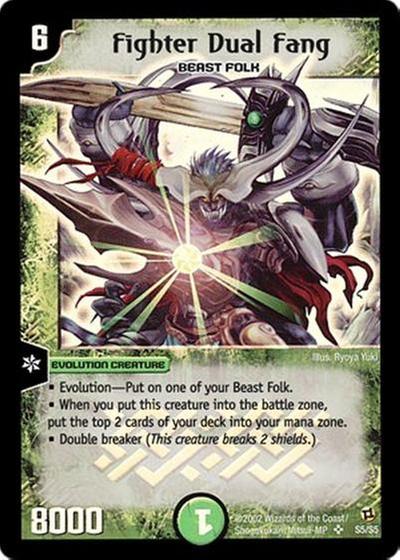 6
Fighter Dual Fang
BEAST FOLK
Illus. Ryoya Yuki
EVOLUTION CREATURE
▪ Evolution—Put on one of your Beast Folk.
▪ When you put this creature into the battle zone,
put the top 2 cards of your deck into your mana zone.
▪ Double breaker (This creature breaks 2 shields.)
8000
1
©2002 Wizards of the Coast/
Shogakukan/Mitsui-MP
S5/S5